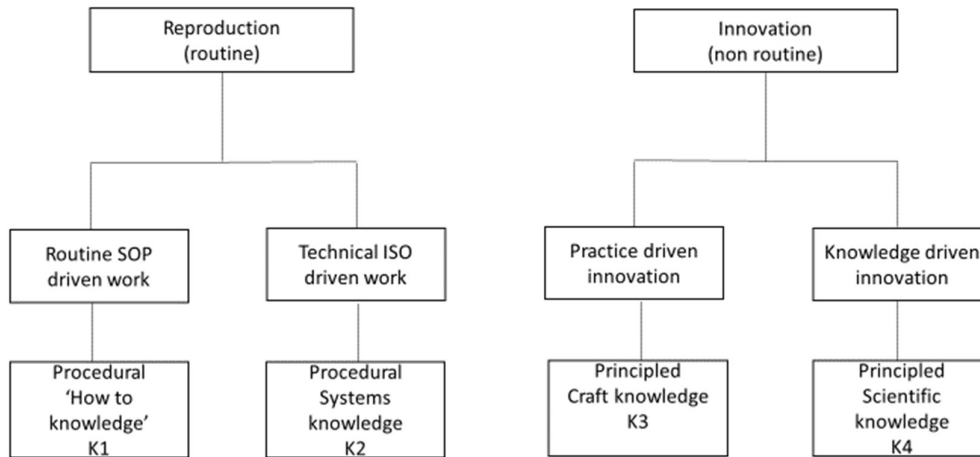 Reproduction
(routine)
Innovation
(non routine)
Routine SOP
driven work
Technical ISO
driven work
Practice driven
innovation
Knowledge driven
innovation
Procedural
‘How to
knowledge’
K1
Procedural
Systems
knowledge
K2
Principled
Craft knowledge
K3
Principled
Scientific
knowledge
K4